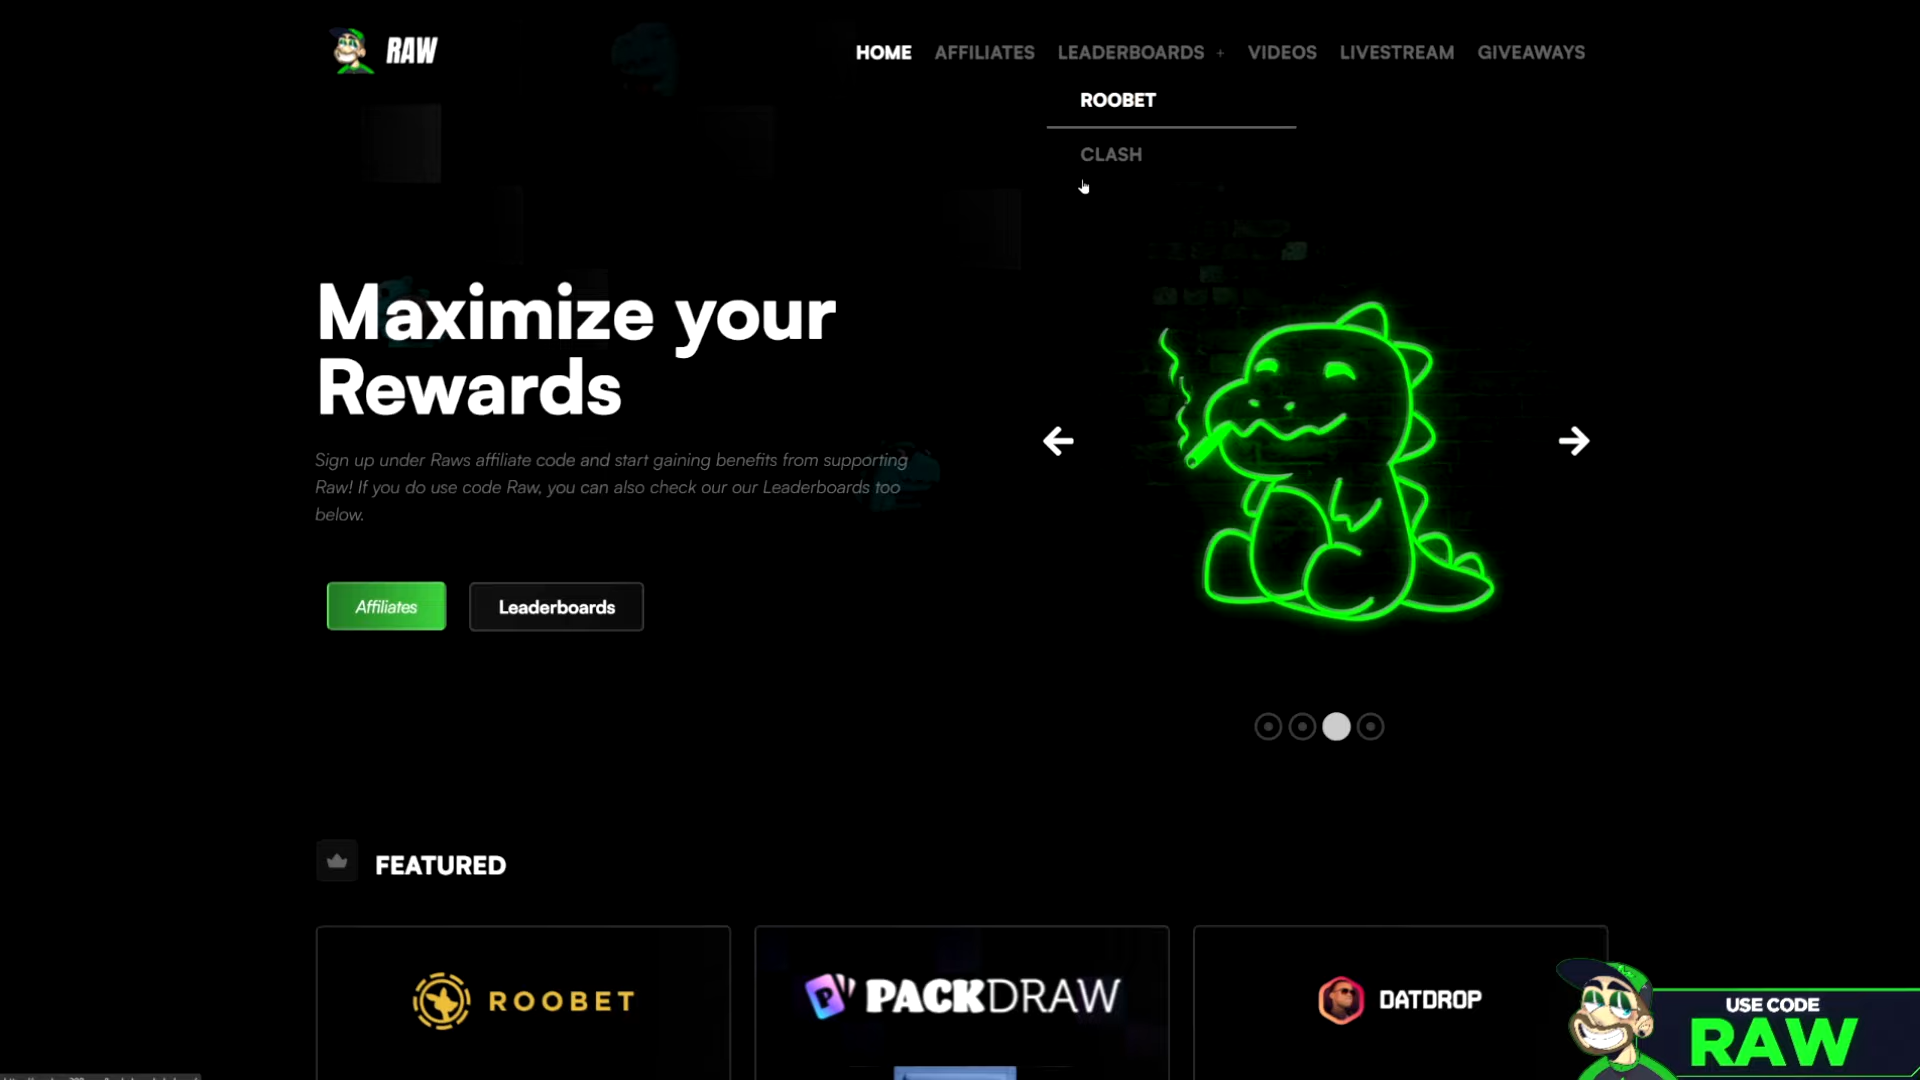 RAW
HOME AFFILIATES LEADERBOARDS + VIDEOS LIVESTREAM GIVEAWAYS
ROOBET
CLASH
Maximize your
Rewards
Sign up under Raws affiliate code and start gaining benefits from supporting
Raw! If you do use code Raw, you can also check our our Leaderboards too
below.
Affiliates Leaderboards
FEATURED
ROOBET
PACKDRAW
DATDROP
USE CODE
RAW